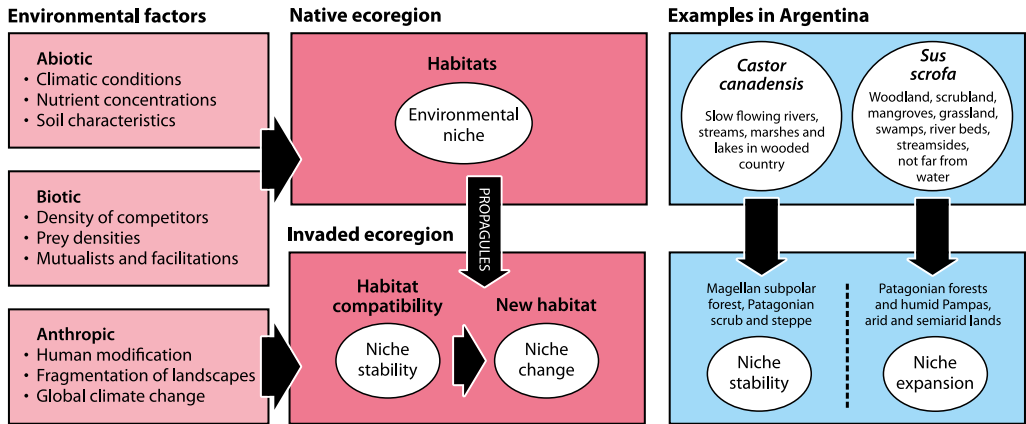 Environmental factors
Abiotic
• Climatic conditions
• Nutrient concentrations
• Soil characteristics
Biotic
• Density of competitors
• Prey densities
• Mutualists and facilitations
Anthropic
• Human modification
• Fragmentation of landscapes
• Global climate change
Native ecoregion
Habitats
Environmental
niche
PROPAGULES
Invaded ecoregion
Habitat
compatibility
Niche
stability
New habitat
Niche
change
Examples in Argentina
Castor
canadensis
Slow flowing rivers,
streams, marshes and
lakes in wooded
country
Sus
scrofa
Woodland, scrubland,
mangroves, grassland,
swamps, river beds,
streamsides,
not far from
water
Magellan subpolar
forest, Patagonian
scrub and steppe
Niche
stability
Patagonian forests
and humid Pampas,
arid and semiarid lands
Niche
expansion